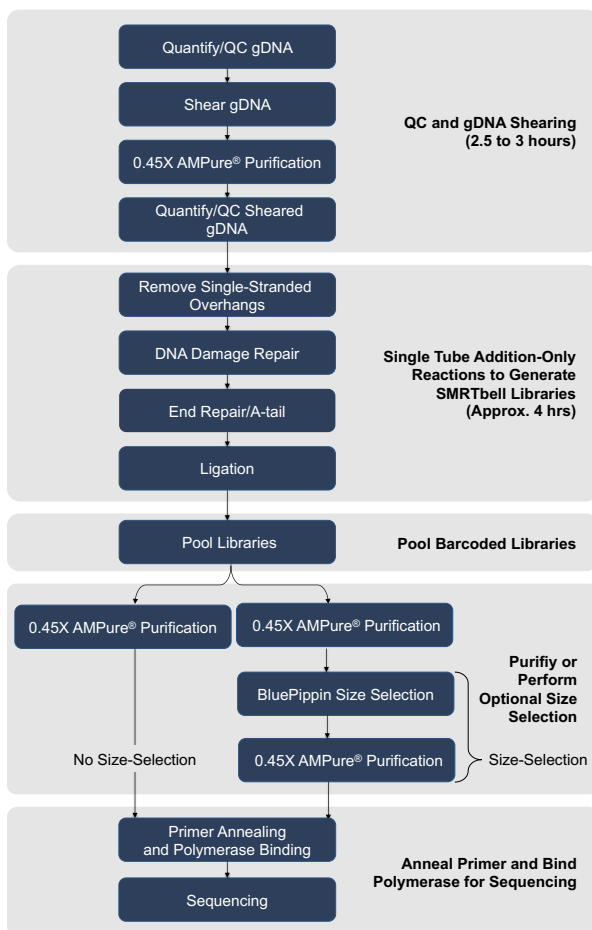 Quantify/QC gDNA
Shear gDNA
0.45X AMPure® Purification
Quantify/QC Sheared
gDNA
QC and gDNA Shearing
(2.5 to 3 hours)
Remove Single-Stranded
Overhangs
DNA Damage Repair
End Repair/A-tail
Ligation
Single Tube Addition-Only
Reactions to Generate
SMRTbell Libraries
(Approx. 4 hrs)
Pool Libraries
Pool Barcoded Libraries
0.45X AMPure® Purification
0.45X AMPure® Purification
BluePippin Size Selection
0.45X AMPure® Purification
No Size-Selection
Purifiy or
Perform
Optional Size
Selection
Size-Selection
Primer Annealing
and Polymerase Binding
Sequencing
Anneal Primer and Bind
Polymerase for Sequencing